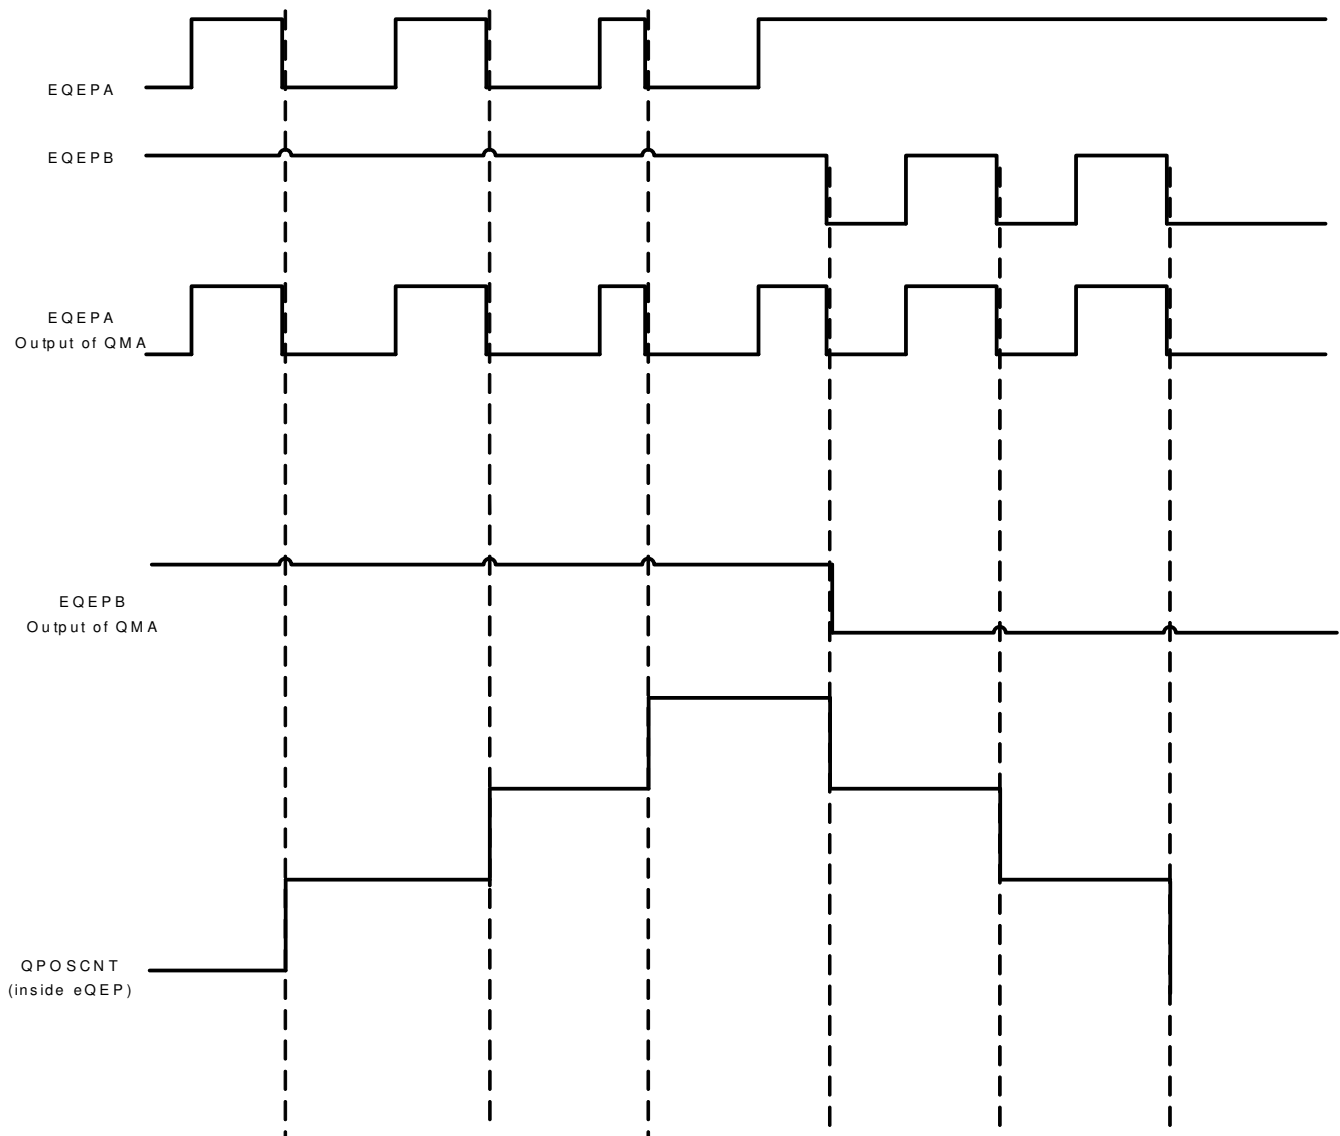 EQEPA
EQEPB
EQEPA
Output of QMA
EQEPB
Output of QMA
QPOSCNT
(inside eQEP)